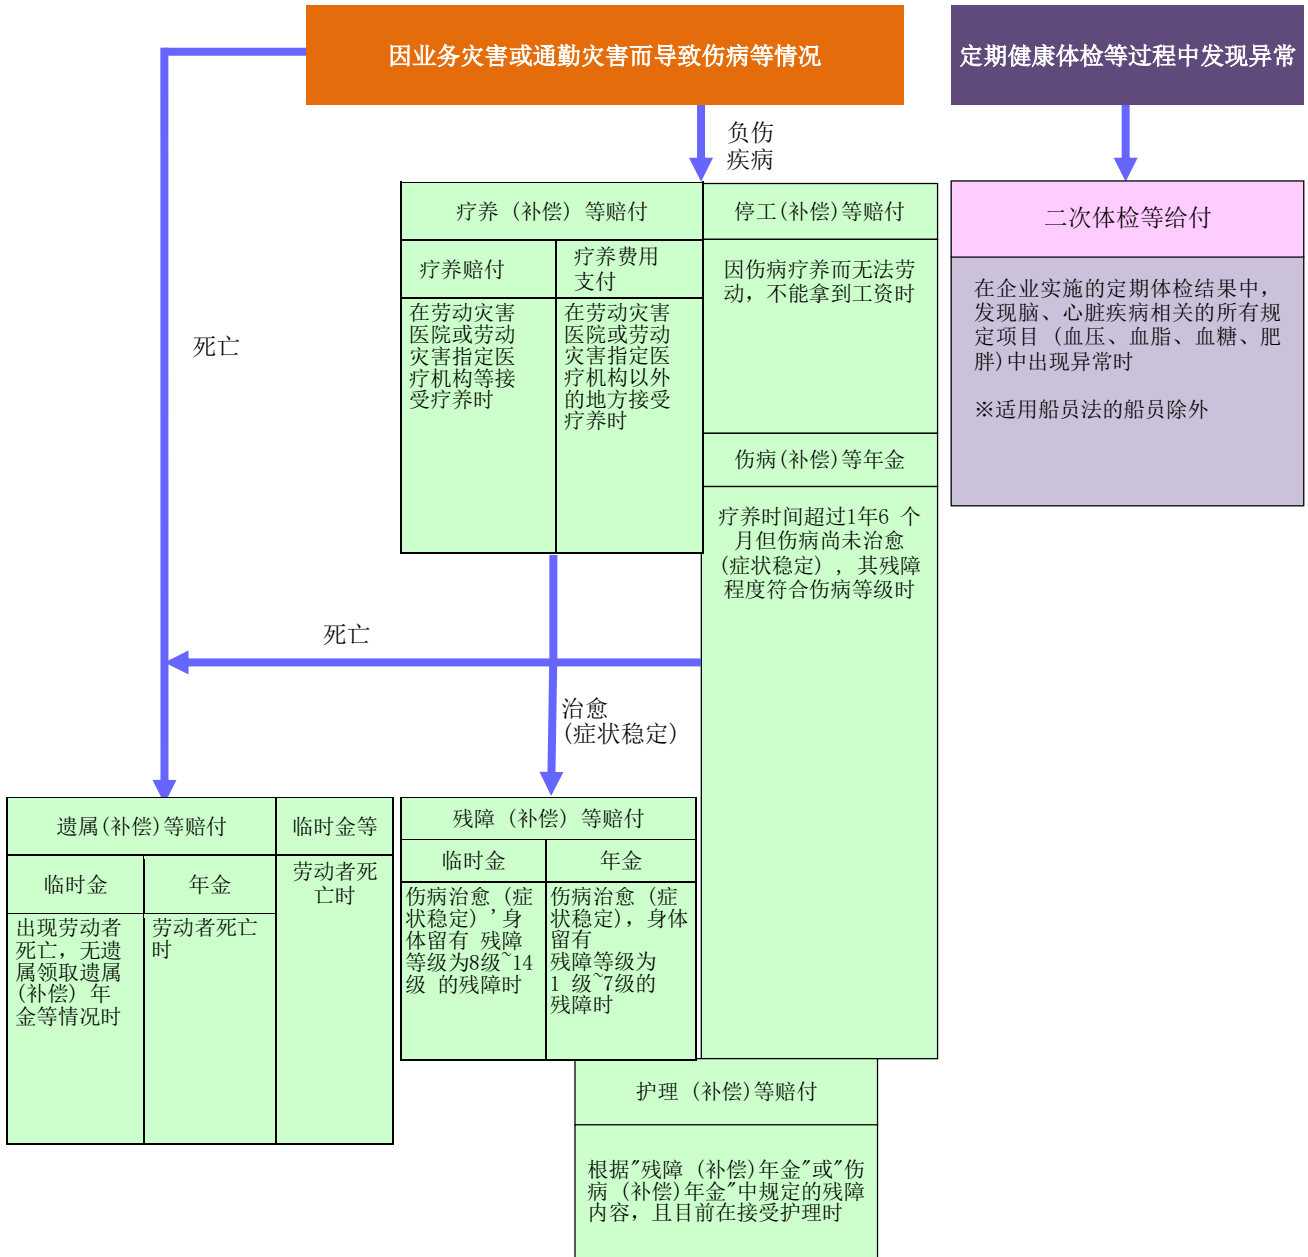 因业务灾害或通勤灾害而导致伤病等情况
定期健康体检等过程中发现异常
负伤
疾病
死亡
疗养 (补偿) 等赔付
疗养赔付
在劳动灾害
医院或劳动
灾害指定医
疗机构等接
受疗养时
疗养费用
支付
在劳动灾害
医院或劳动
灾害指定医
疗机构以外
的地方接受
疗养时
停工(补偿)等赔付
因伤病疗养而无法劳
动, 不能拿到工资时
伤病(补偿)等年金
疗养时间超过1年6 个
月但伤病尚未治愈
(症状稳定) , 其残障
程度符合伤病等级时
二次体检等给付
在企业实施的定期体检结果中,
发现脑、心脏疾病相关的所有规
定项目 (血压、血脂、血糖、肥
胖)中出现异常时
※适用船员法的船员除外
死亡
治愈
(症状稳定)
遗属(补偿)等赔付
临时金
出现劳动者
死亡, 无遗
属领取遗属
(补偿) 年
金等情况时
年金
劳动者死亡
时
临时金等
劳动者死
亡时
残障 (补偿) 等赔付
临时金
伤病治愈 (症
状稳定) ’身
体留有 残障
等级为8级~14
级 的残障时
年金
伤病治愈 (症
状稳定), 身体
留有
残障等级为
1 级~7级的
残障时
护理 (补偿)等赔付
根据"残障 (补偿)年金"或"伤
病 (补偿)年金"中规定的残障
内容, 且目前在接受护理时